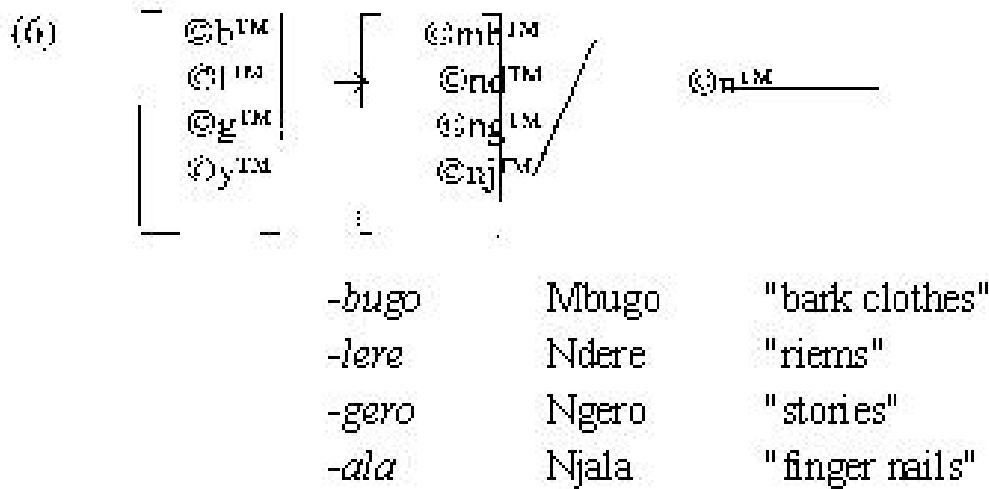 (6) ©b™ → ©mb™ / ©n™
©l™ ©nd™
©g™ ©ng™
©y™ ©nj™
-bugo Mbugo "bark clothes"
-lere Ndere "riems"
-gero Ngero "stories"
-ala Njala "finger nails"